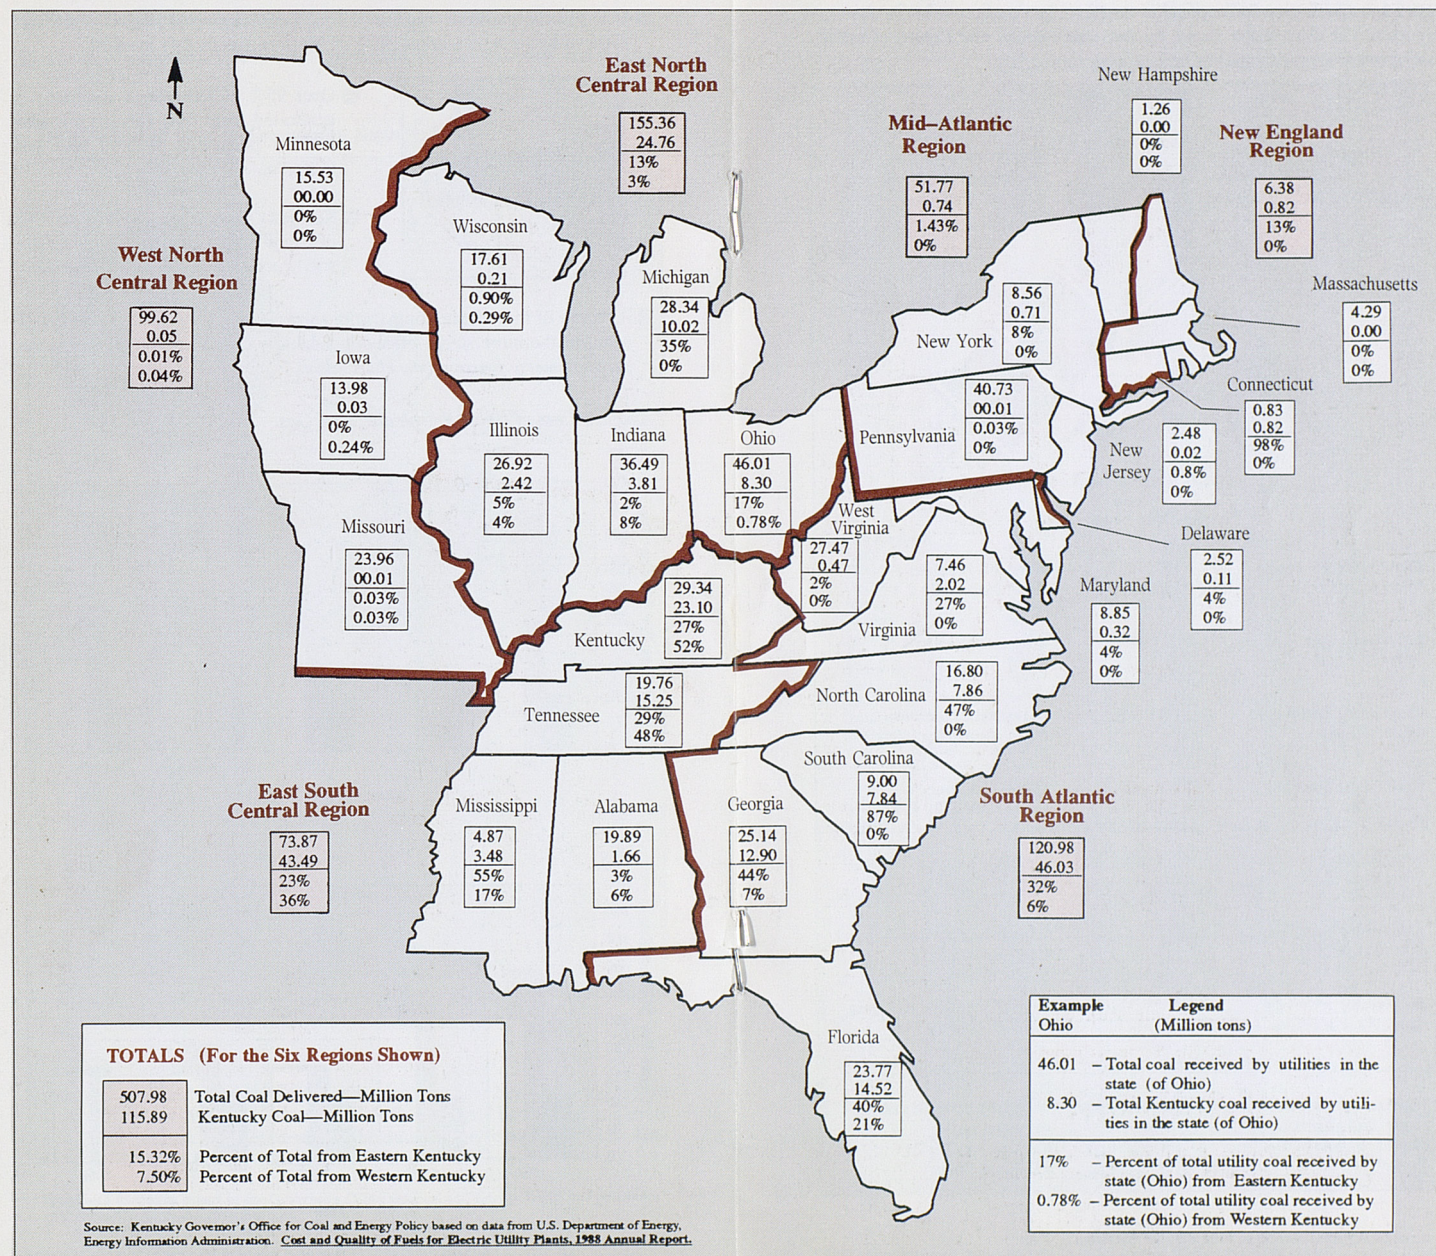 East North
Central Region
155.36
24.76
13%
3%
N
Minnesota
15.53
00.00
0%
0%
Wisconsin
17.61
0.21
0.90%
0.29%
Michigan
28.34
10.02
35%
0%
Mid–Atlantic
Region
51.77
0.74
1.43%
0%
New Hampshire
1.26
0.00
0%
0%
New England
Region
6.38
0.82
13%
0%
West North
Central Region
99.62
0.05
0.01%
0.04%
Massachusetts
4.29
0.00
0%
0%
New York
8.56
0.71
8%
0%
Iowa
13.98
0.03
0%
0.24%
Illinois
26.92
2.42
5%
4%
Indiana
36.49
3.81
2%
8%
Ohio
46.01
8.30
17%
0.78%
Pennsylvania
40.73
00.01
0.03%
0%
Connecticut
0.83
0.82
98%
0%
New
Jersey
2.48
0.02
0.8%
0%
Missouri
23.96
00.01
0.03%
0.03%
West
Virginia
27.47
0.47
2%
0%
Delaware
2.52
0.11
4%
0%
Maryland
8.85
0.32
4%
0%
Virginia
7.46
2.02
27%
0%
Kentucky
29.34
23.10
27%
52%
Tennessee
19.76
15.25
29%
48%
North Carolina
16.80
7.86
47%
0%
South Carolina
9.00
7.84
87%
0%
East South
Central Region
73.87
43.49
23%
36%
Mississippi
4.87
3.48
55%
17%
Alabama
19.89
1.66
3%
6%
Georgia
25.14
12.90
44%
7%
South Atlantic
Region
120.98
46.03
32%
6%
Florida
23.77
14.52
40%
21%
TOTALS (For the Six Regions Shown)
507.98 Total Coal Delivered—Million Tons
115.89 Kentucky Coal—Million Tons
15.32% Percent of Total from Eastern Kentucky
7.50% Percent of Total from Western Kentucky
Example Legend
Ohio (Million tons)
46.01 – Total coal received by utilities in the
state (of Ohio)
8.30 – Total Kentucky coal received by utili-
ties in the state (of Ohio)
17% – Percent of total utility coal received by
state (Ohio) from Eastern Kentucky
0.78% – Percent of total utility coal received by
state (Ohio) from Western Kentucky
Source: Kentucky Governor's Office for Coal and Energy Policy based on data from U.S. Department of Energy,
Energy Information Administration. Cost and Quality of Fuels for Electric Utility Plants, 1988 Annual Report.